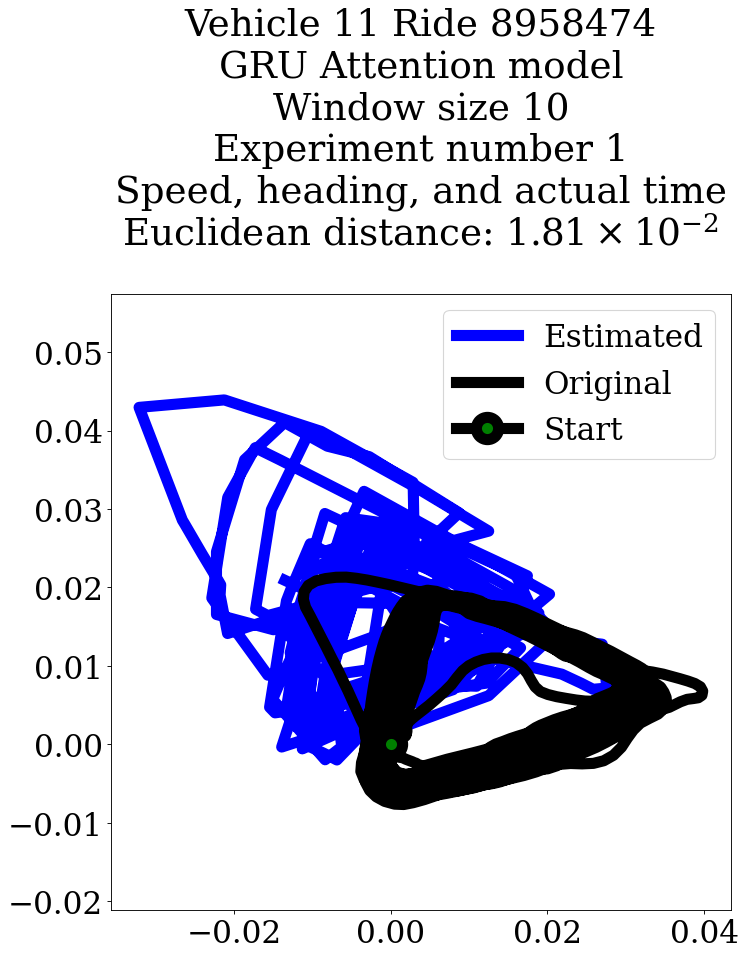 Vehicle 11 Ride 8958474
GRU Attention model
Window size 10
Experiment number 1
Speed, heading, and actual time
Euclidean distance: 1.81 × 10⁻²
Estimated
Original
Start
0.05
0.04
0.03
0.02
0.01
0.00
−0.01
−0.02
−0.02 0.00 0.02 0.04